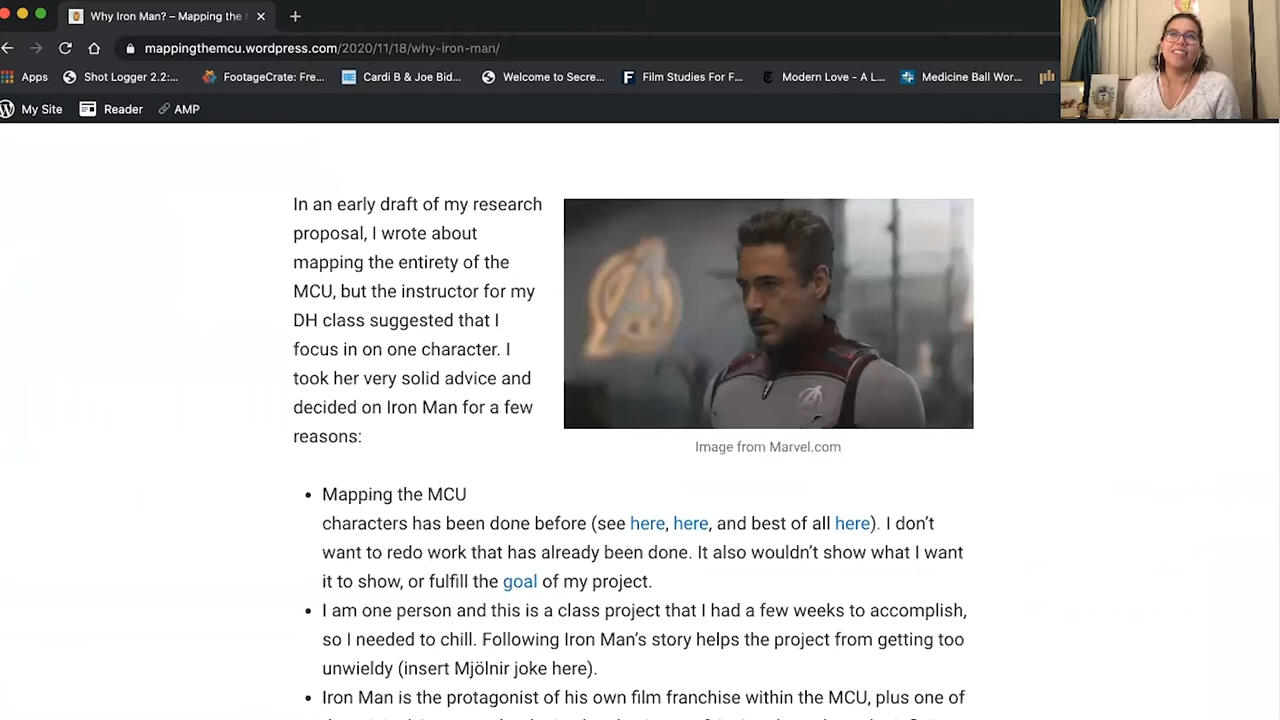 Why Iron Man? – Mapping the
mappingthemcu.wordpress.com/2020/11/18/why-iron-man/
Apps
Shot Logger 2.2:...
FootageCrate: Fre...
Cardi B & Joe Bid...
Welcome to Secre...
Film Studies For F...
Modern Love - A L...
Medicine Ball Wor...
My Site
Reader
AMP
In an early draft of my research
proposal, I wrote about
mapping the entirety of the
MCU, but the instructor for my
DH class suggested that I
focus in on one character. I
took her very solid advice and
decided on Iron Man for a few
reasons:
Image from Marvel.com
• Mapping the MCU
characters has been done before (see here, here, and best of all here). I don’t
want to redo work that has already been done. It also wouldn’t show what I want
it to show, or fulfill the goal of my project.
• I am one person and this is a class project that I had a few weeks to accomplish,
so I needed to chill. Following Iron Man’s story helps the project from getting too
unwieldy (insert Mjölnir joke here).
• Iron Man is the protagonist of his own film franchise within the MCU, plus one of